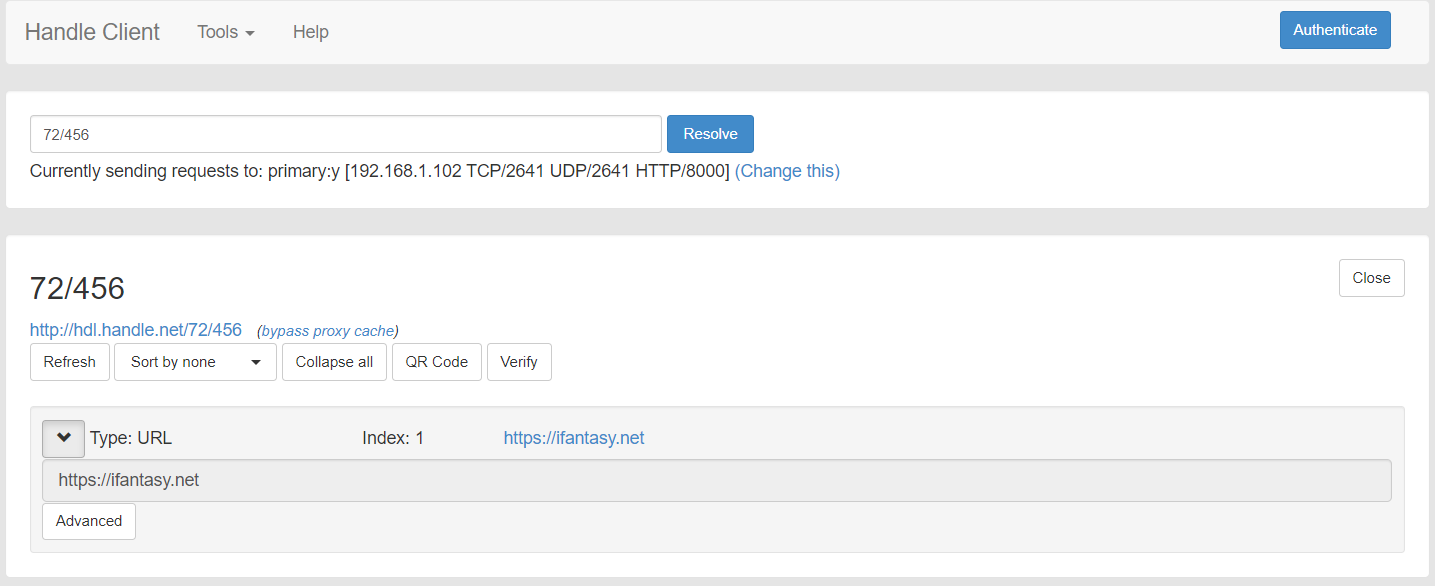 Handle Client Tools Help Authenticate
72/456 Resolve
Currently sending requests to: primary:y [192.168.1.102 TCP/2641 UDP/2641 HTTP/8000] (Change this)
72/456 Close
http://hdl.handle.net/72/456 (bypass proxy cache)
Refresh Sort by none Collapse all QR Code Verify
Type: URL Index: 1 https://ifantasy.net
https://ifantasy.net
Advanced